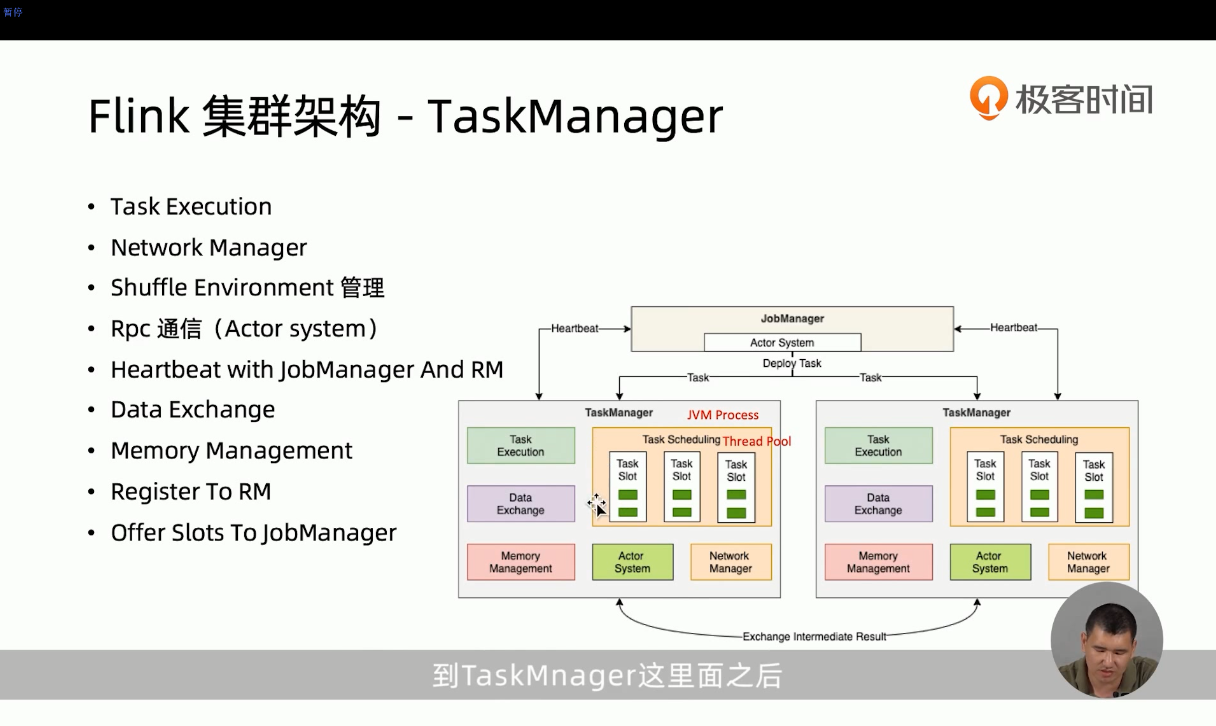 暂停
Flink 集群架构 - TaskManager
极客时间
• Task Execution
• Network Manager
• Shuffle Environment 管理
• Rpc 通信（Actor system）
• Heartbeat with JobManager And RM
• Data Exchange
• Memory Management
• Register To RM
• Offer Slots To JobManager
JobManager
Actor System
Heartbeat
Heartbeat
Deploy Task
Task
Task
TaskManager
JVM Process
Task Execution
Task Scheduling
Thread Pool
Task Slot
Task Slot
Task Slot
Data Exchange
Memory Management
Actor System
Network Manager
TaskManager
Task Execution
Task Scheduling
Task Slot
Task Slot
Task Slot
Data Exchange
Memory Management
Actor System
Network Manager
Exchange Intermediate Result
到TaskMnager这里面之后